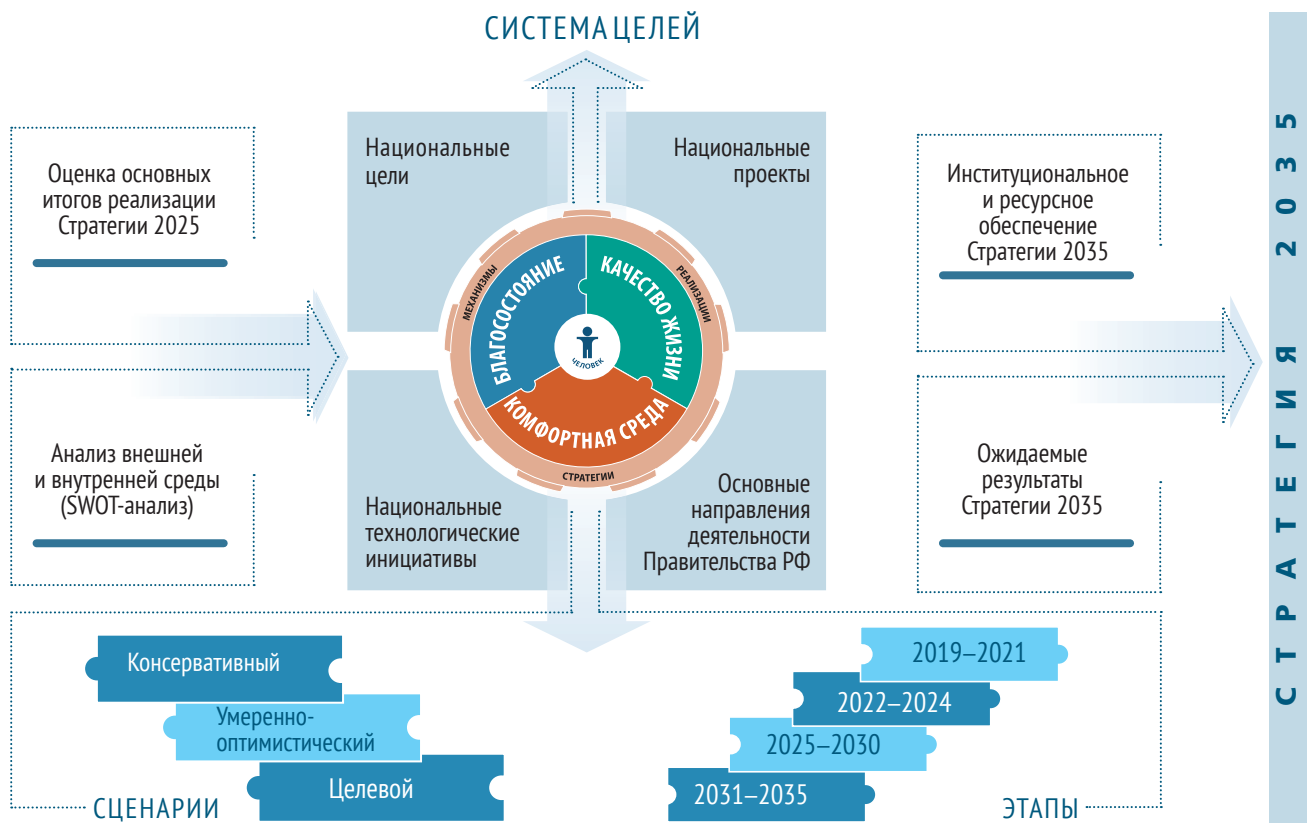 СИСТЕМА ЦЕЛЕЙ
Оценка основных
итогов реализации
Стратегии 2025
Анализ внешней
и внутренней среды
(SWOT-анализ)
Национальные
цели
Национальные
проекты
МЕХАНИЗМЫ
РЕАЛИЗАЦИИ
СТРАТЕГИИ
БЛАГОСОСТОЯНИЕ
КАЧЕСТВО ЖИЗНИ
КОМФОРТНАЯ СРЕДА
ЧЕЛОВЕК
Национальные
технологические
инициативы
Основные
направления
деятельности
Правительства РФ
Институциональное
и ресурсное
обеспечение
Стратегии 2035
Ожидаемые
результаты
Стратегии 2035
Консервативный
Умеренно-
оптимистический
Целевой
СЦЕНАРИИ
2019–2021
2022–2024
2025–2030
2031–2035
ЭТАПЫ
СТРАТЕГИЯ 2035